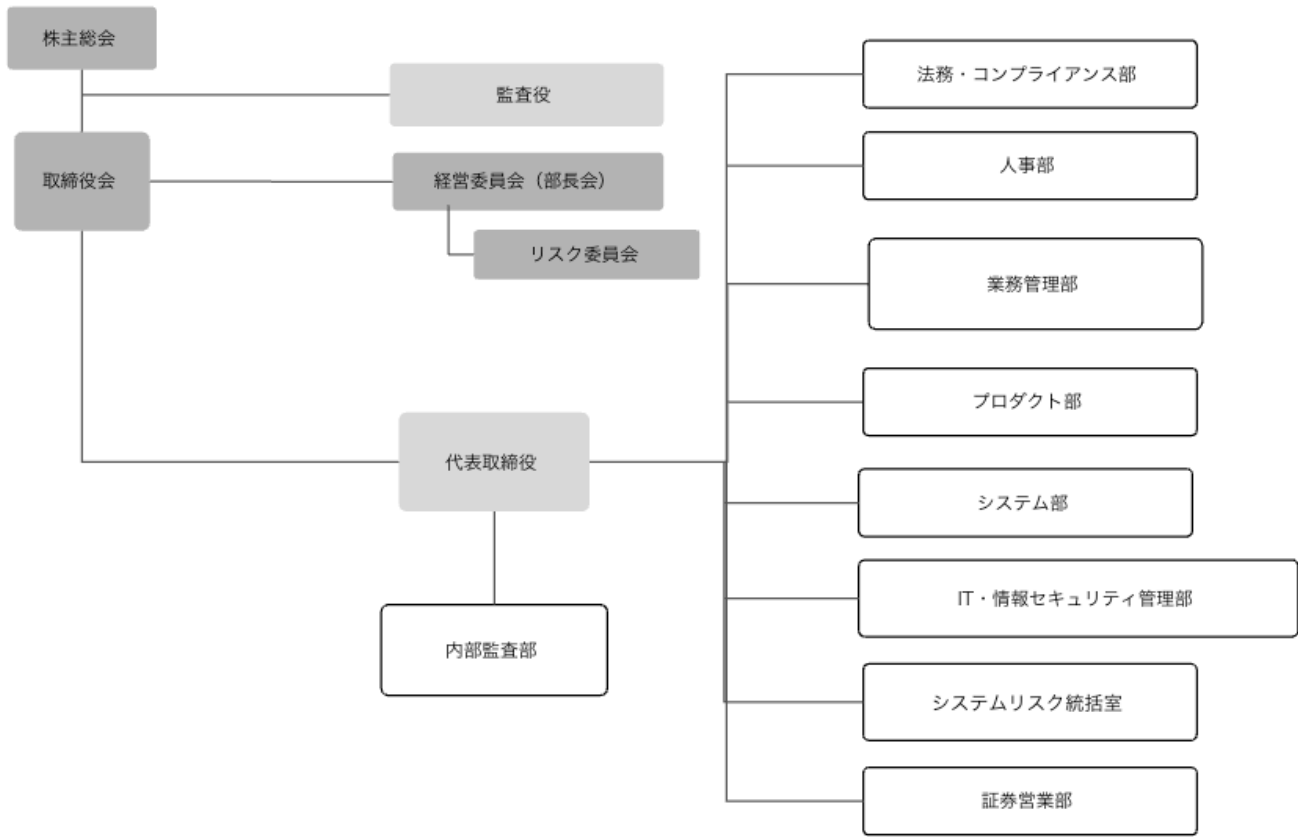 株主総会
監査役
取締役会
経営委員会（部長会）
リスク委員会
代表取締役
内部監査部
法務・コンプライアンス部
人事部
業務管理部
プロダクト部
システム部
IT・情報セキュリティ管理部
システムリスク統括室
証券営業部